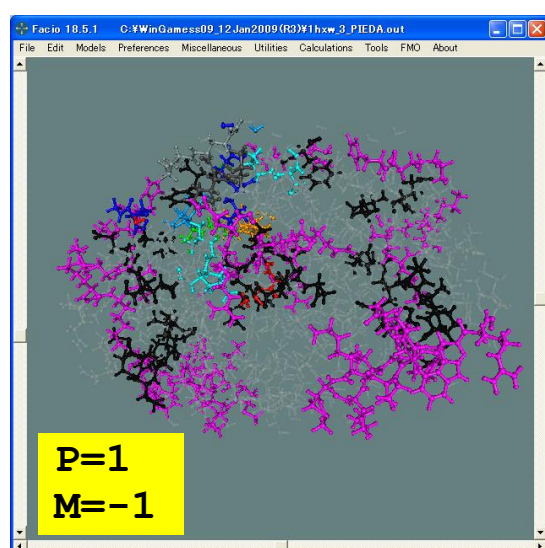 Facio 18.5.1 C:¥WinGamess09_12Jan2009(R3)¥1hxw_3_PIEDA.out
File Edit Models Preferences Miscellaneous Utilities Calculations Tools FMO About
P=1
M=-1